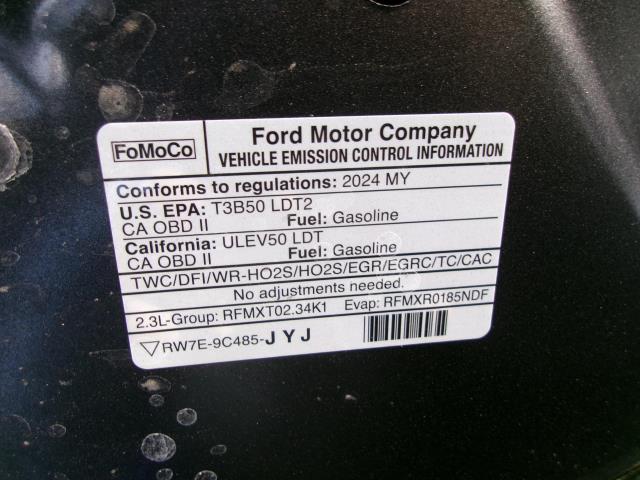 FoMoCo
Ford Motor Company
VEHICLE EMISSION CONTROL INFORMATION
Conforms to regulations: 2024 MY
U.S. EPA: T3B50 LDT2
CA OBD II Fuel: Gasoline
California: ULEV50 LDT
CA OBD II Fuel: Gasoline
TWC/DFI/WR-HO2S/HO2S/EGR/EGRC/TC/CAC
No adjustments needed.
2.3L-Group: RFMXT02.34K1 Evap: RFMXR0185NDF
RW7E-9C485-JYJ